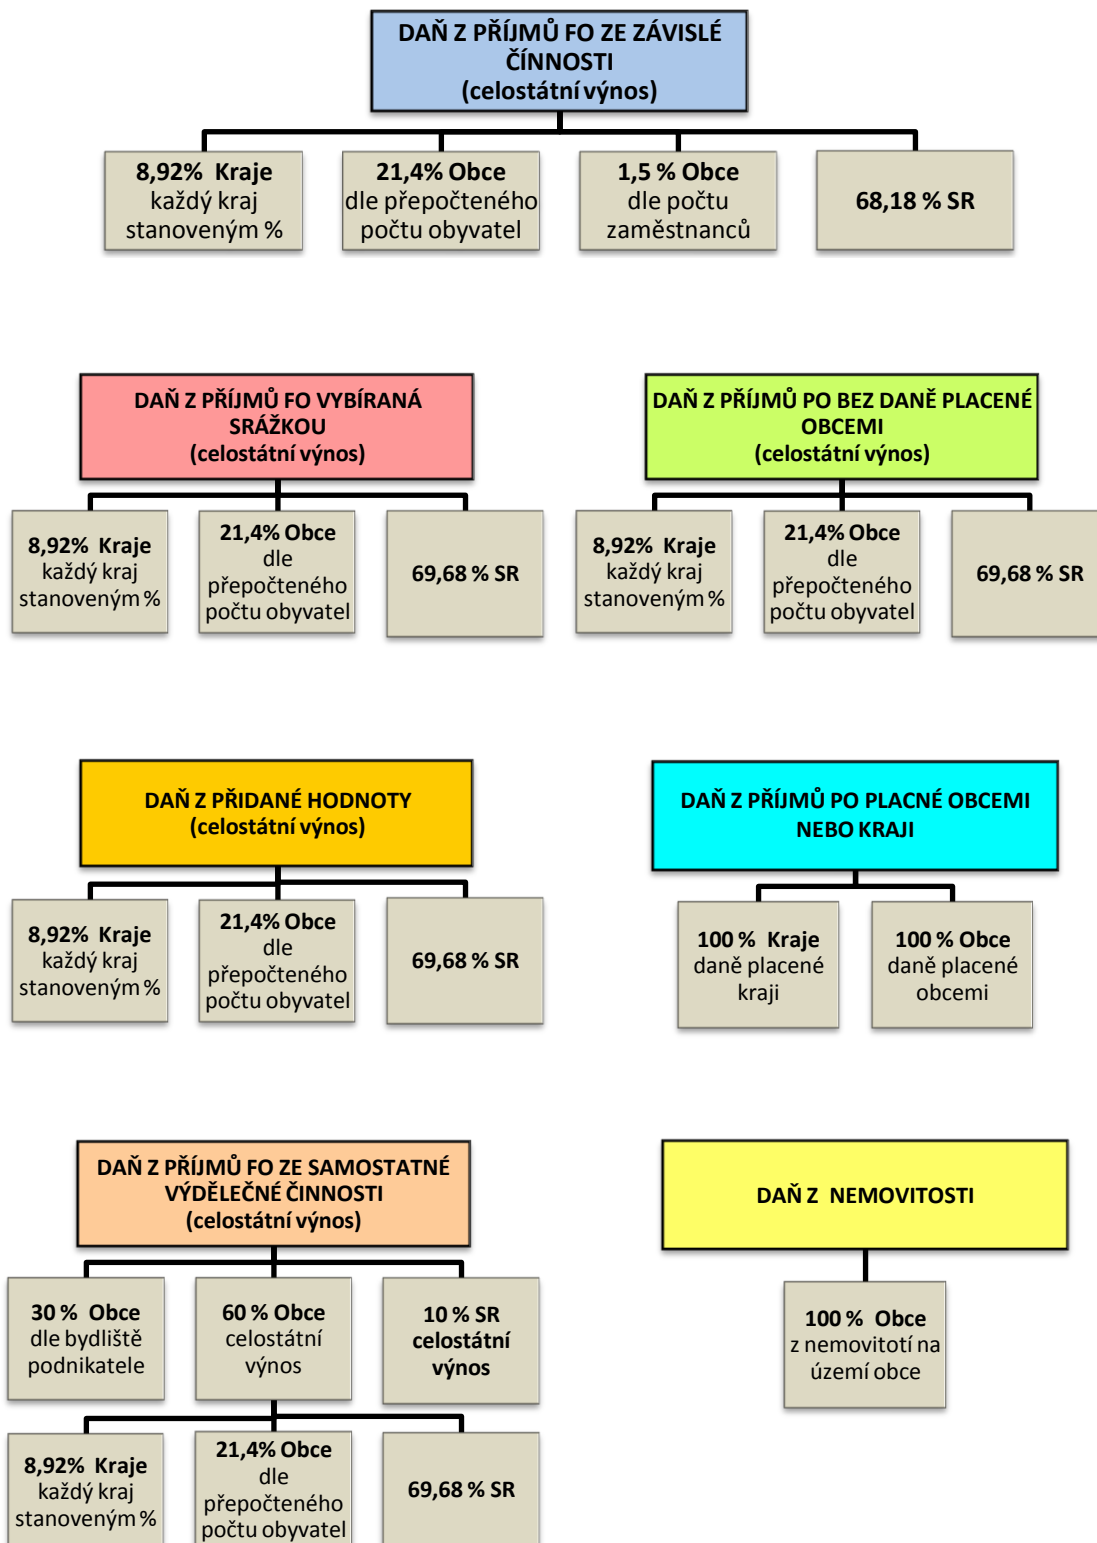 DAŇ Z PŘÍJMŮ FO ZE ZÁVISLÉ
ČÍNNOSTI
(celostátní výnos)
8,92% Kraje
každý kraj
stanoveným %
21,4% Obce
dle přepočteného
počtu obyvatel
1,5 % Obce
dle počtu
zaměstnanců
68,18 % SR
DAŇ Z PŘÍJMŮ FO VYBÍRANÁ
SRÁŽKOU
(celostátní výnos)
8,92% Kraje
každý kraj
stanoveným %
21,4% Obce
dle
přepočteného
počtu obyvatel
69,68 % SR
DAŇ Z PŘÍJMŮ PO BEZ DANĚ PLACENÉ
OBCEMI
(celostátní výnos)
8,92% Kraje
každý kraj
stanoveným %
21,4% Obce
dle
přepočteného
počtu obyvatel
69,68 % SR
DAŇ Z PŘIDANÉ HODNOTY
(celostátní výnos)
8,92% Kraje
každý kraj
stanoveným %
21,4% Obce
dle
přepočteného
počtu obyvatel
69,68 % SR
DAŇ Z PŘÍJMŮ PO PLACNÉ OBCEMI
NEBO KRAJI
100 % Kraje
daně placené
kraji
100 % Obce
daně placené
obcemi
DAŇ Z PŘÍJMŮ FO ZE SAMOSTATNÉ
VÝDĚLEČNÉ ČINNOSTI
(celostátní výnos)
30 % Obce
dle bydliště
podnikatele
60 % Obce
celostátní
výnos
10 % SR
celostátní
výnos
8,92% Kraje
každý kraj
stanoveným %
21,4% Obce
dle
přepočteného
počtu obyvatel
69,68 % SR
DAŇ Z NEMOVITOSTI
100 % Obce
z nemovitotí na
území obce